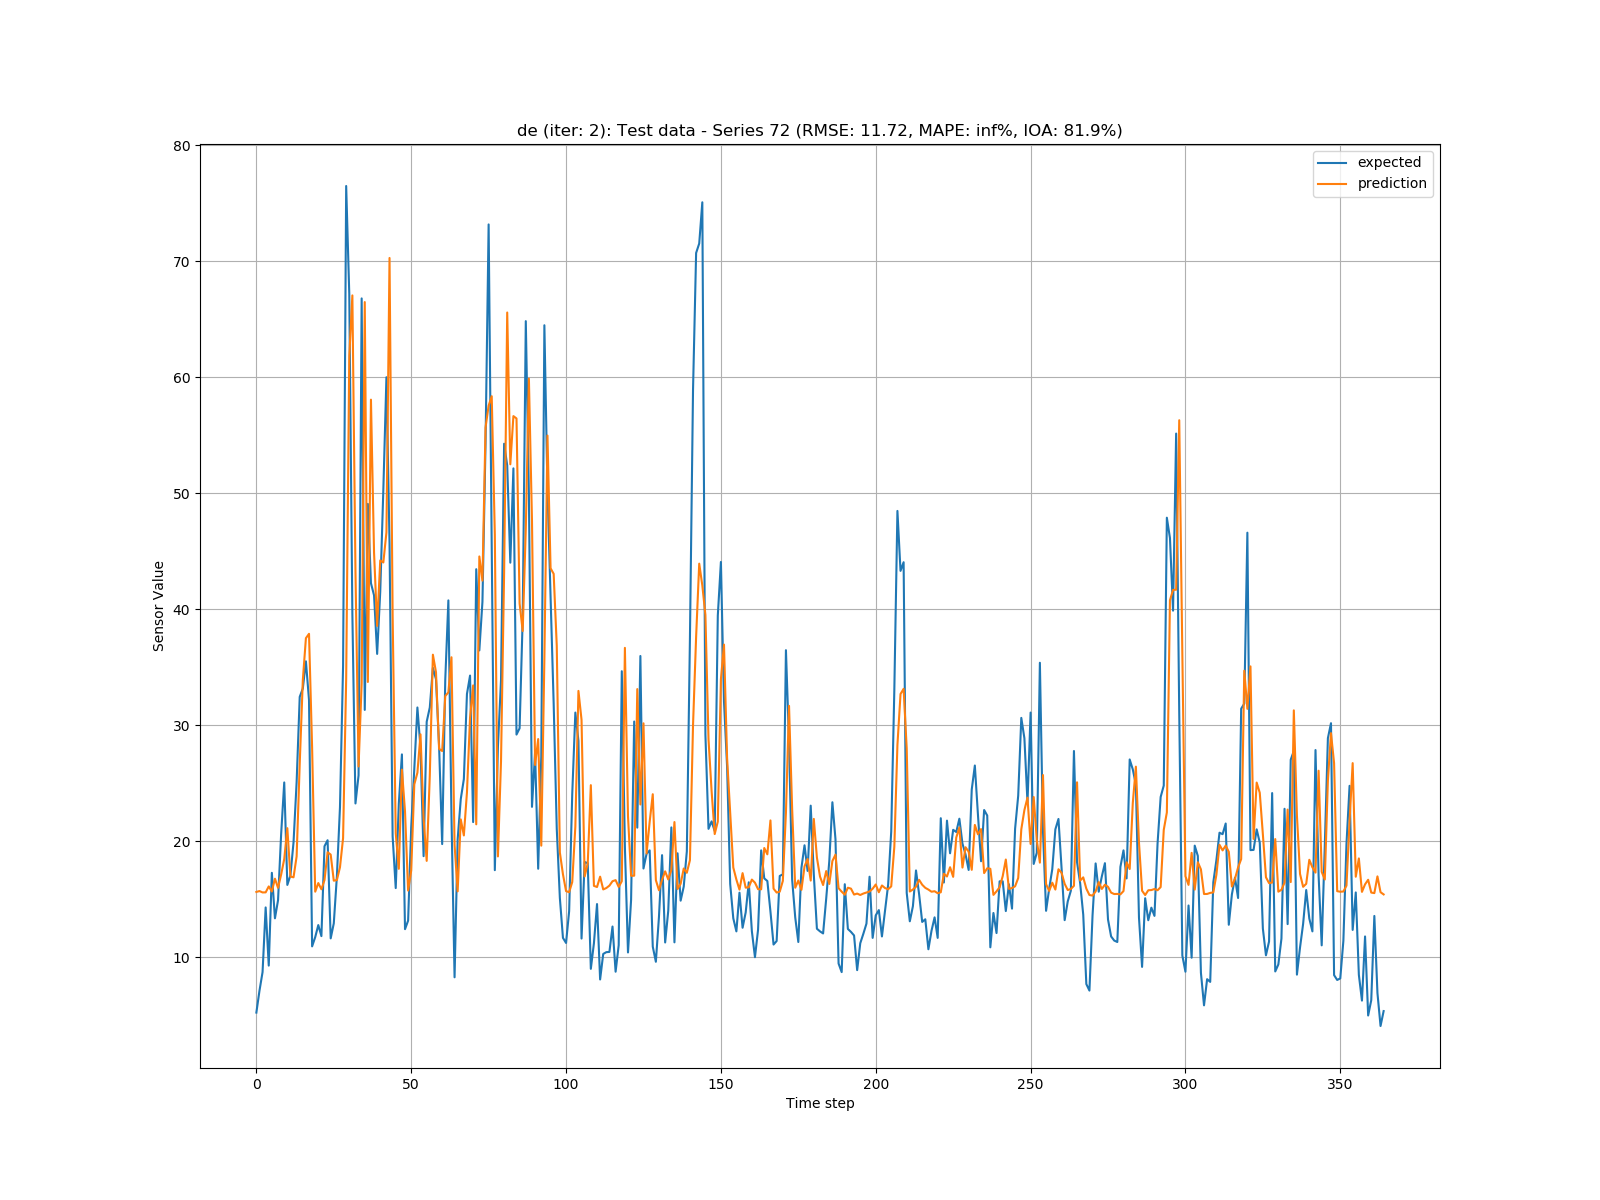 de (iter: 2): Test data - Series 72 (RMSE: 11.72, MAPE: inf%, IOA: 81.9%)
expected
prediction
80
70
60
50
40
30
20
10
Sensor Value
0 50 100 150 200 250 300 350
Time step